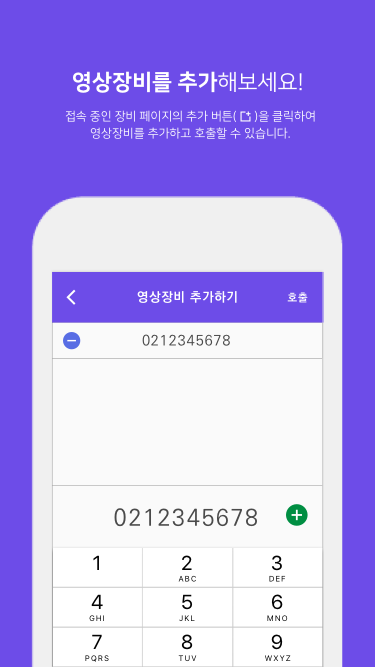 영상장비를 추가해보세요!
접속 중인 장비 페이지의 추가 버튼( )을 클릭하여
영상장비를 추가하고 호출할 수 있습니다.
영상장비 추가하기 호출
0212345678
0212345678
1 2 3
ABC DEF
4 5 6
GHI JKL MNO
7 8 9
PQRS TUV WXYZ